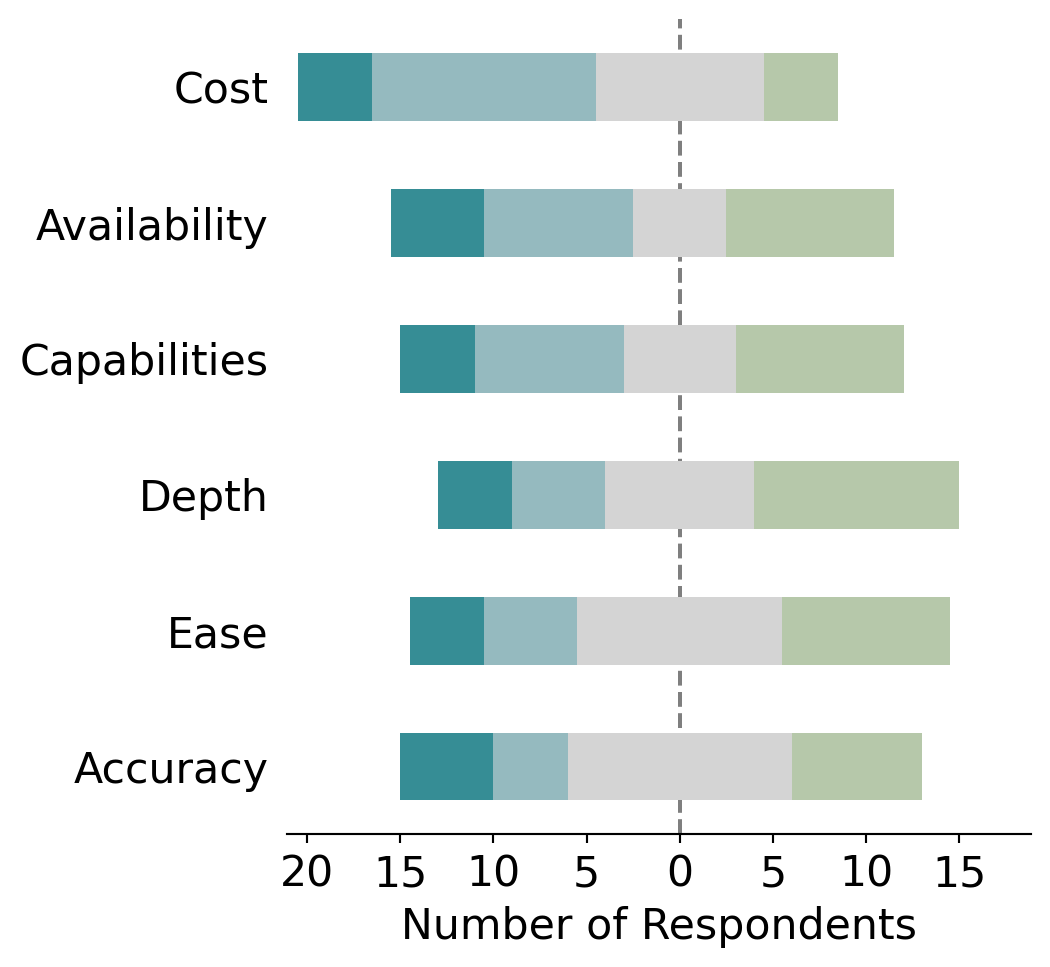 Cost
Availability
Capabilities
Depth
Ease
Accuracy
20 15 10 5 0 5 10 15
Number of Respondents